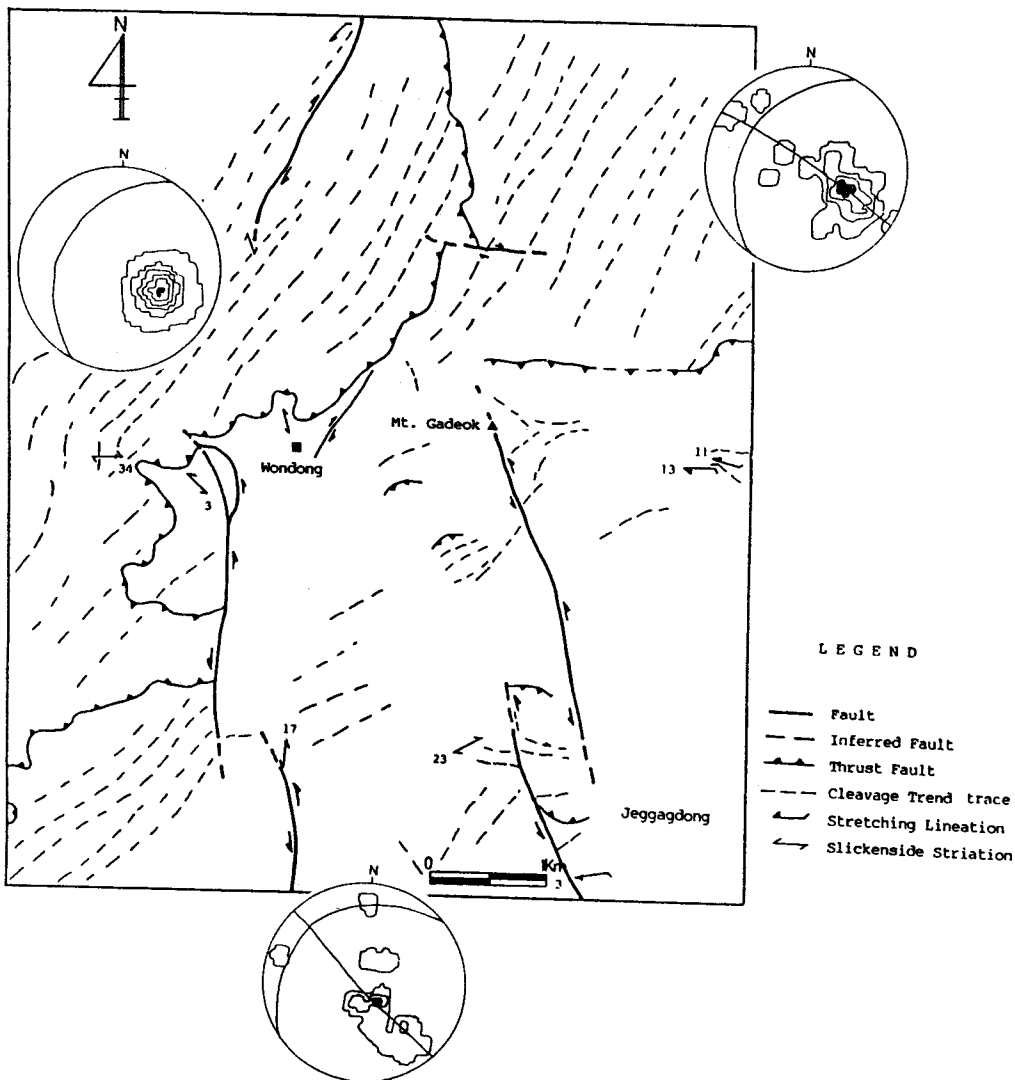 N
N
N
Mt. Gadeok
Wondong
34
3
11
13
17
23
Jeggagdong
0 1Km
3
N
LEGEND
Fault
Inferred Fault
Thrust Fault
Cleavage Trend trace
Stretching Lineation
Slickenside Striation